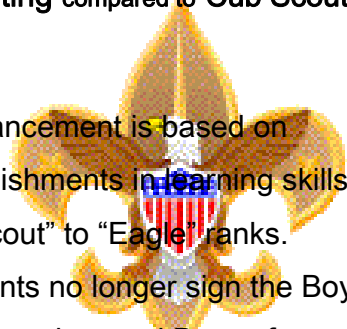 ting compared to Cub Scout
ancement is based on
ishments in learning skills
cout” to “Eagle” ranks.
nts no longer sign the Boy